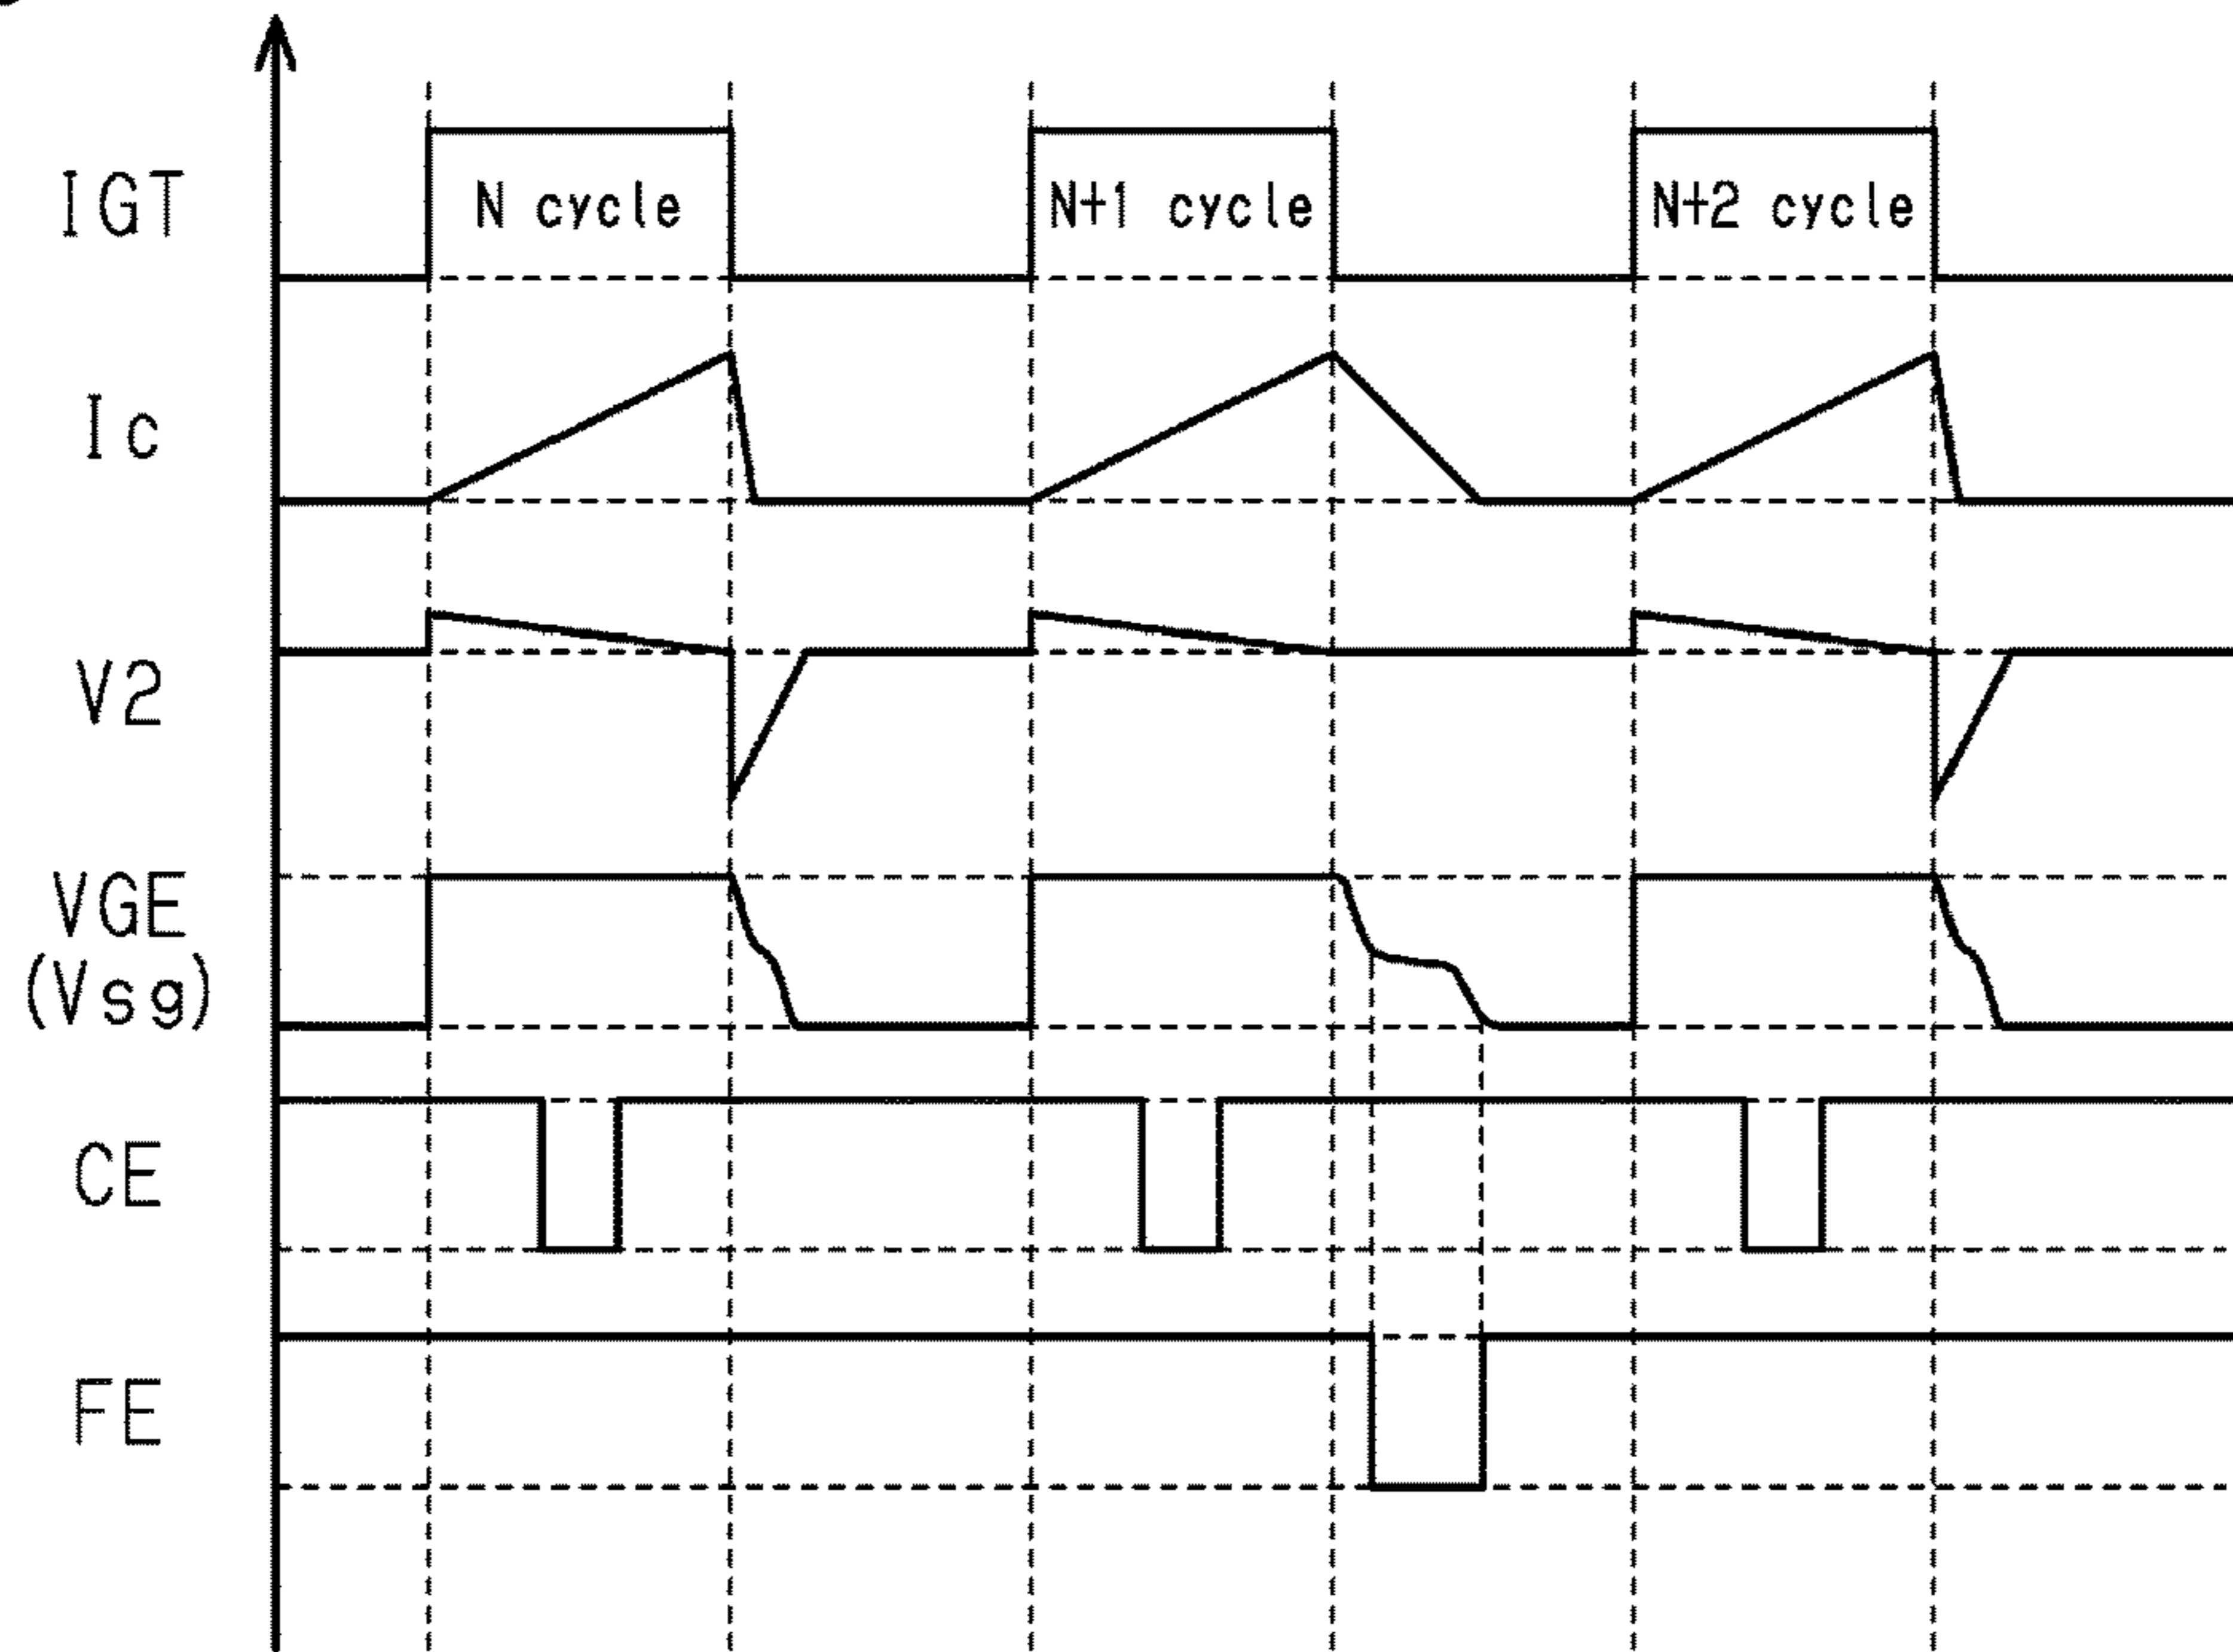 IGT
N cycle
N+1 cycle
N+2 cycle
Ic
V2
VGE
(Vsg)
CE
FE